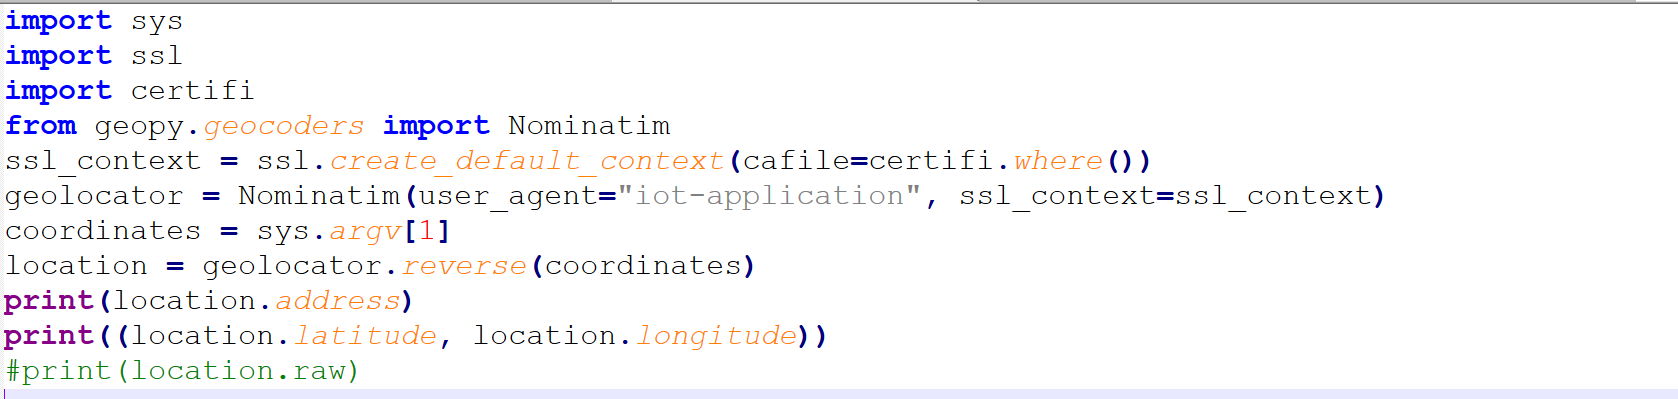 import sys
import ssl
import certifi
from geopy.geocoders import Nominatim
ssl_context = ssl.create_default_context(cafile=certifi.where())
geolocator = Nominatim(user_agent="iot-application", ssl_context=ssl_context)
coordinates = sys.argv[1]
location = geolocator.reverse(coordinates)
print(location.address)
print((location.latitude, location.longitude))
#print(location.raw)